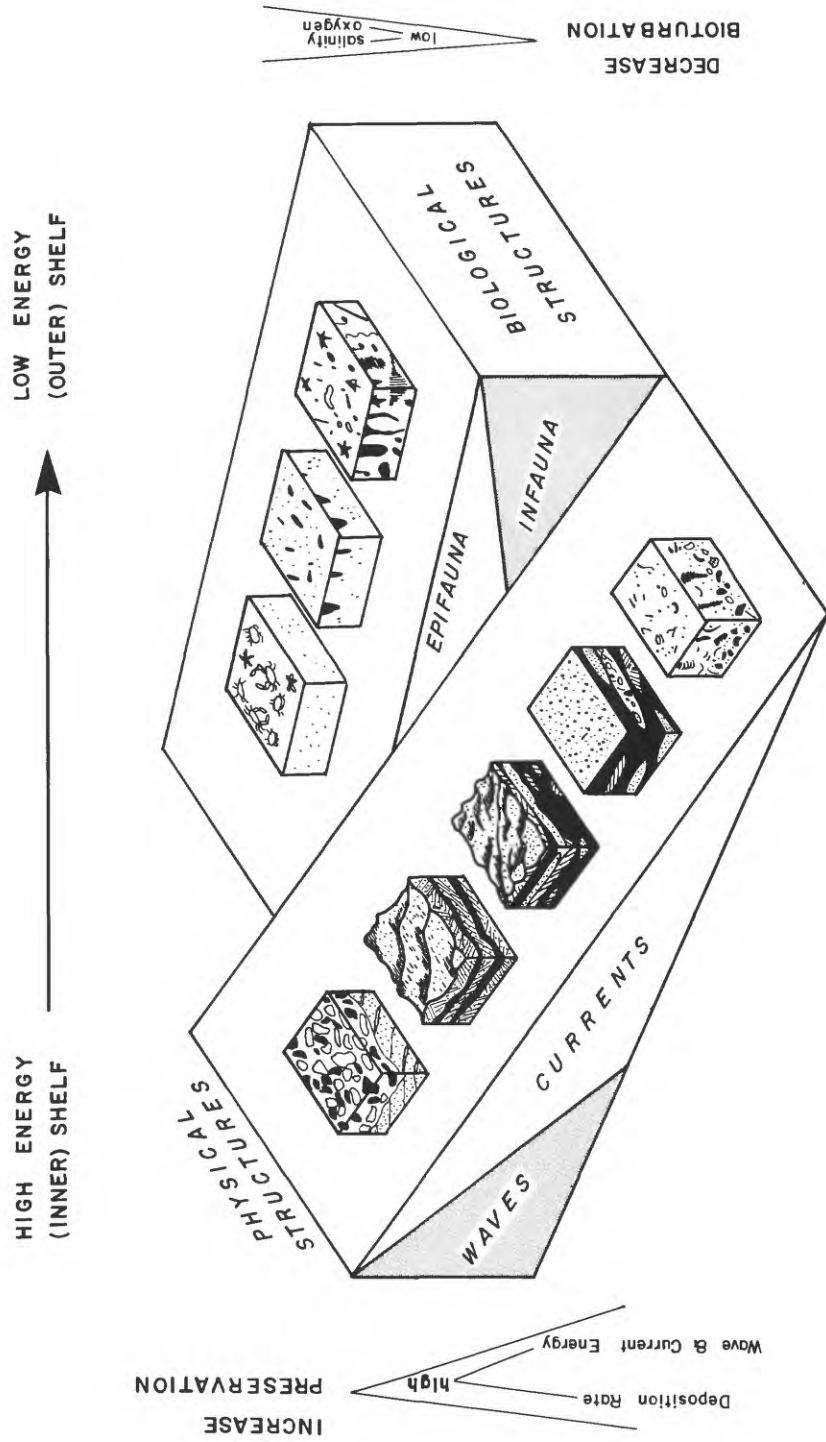 HIGH ENERGY
(INNER) SHELF
LOW ENERGY
(OUTER) SHELF
INCREASE
PRESERVATION
high
Deposition Rate
Wave & Current Energy
PHYSICAL
STRUCTURES
WAVES
CURRENTS
EPIFAUNA
INFAUNA
BIOLOGICAL
STRUCTURES
salinity
oxygen
low
DECREASE
BIOTURBATION